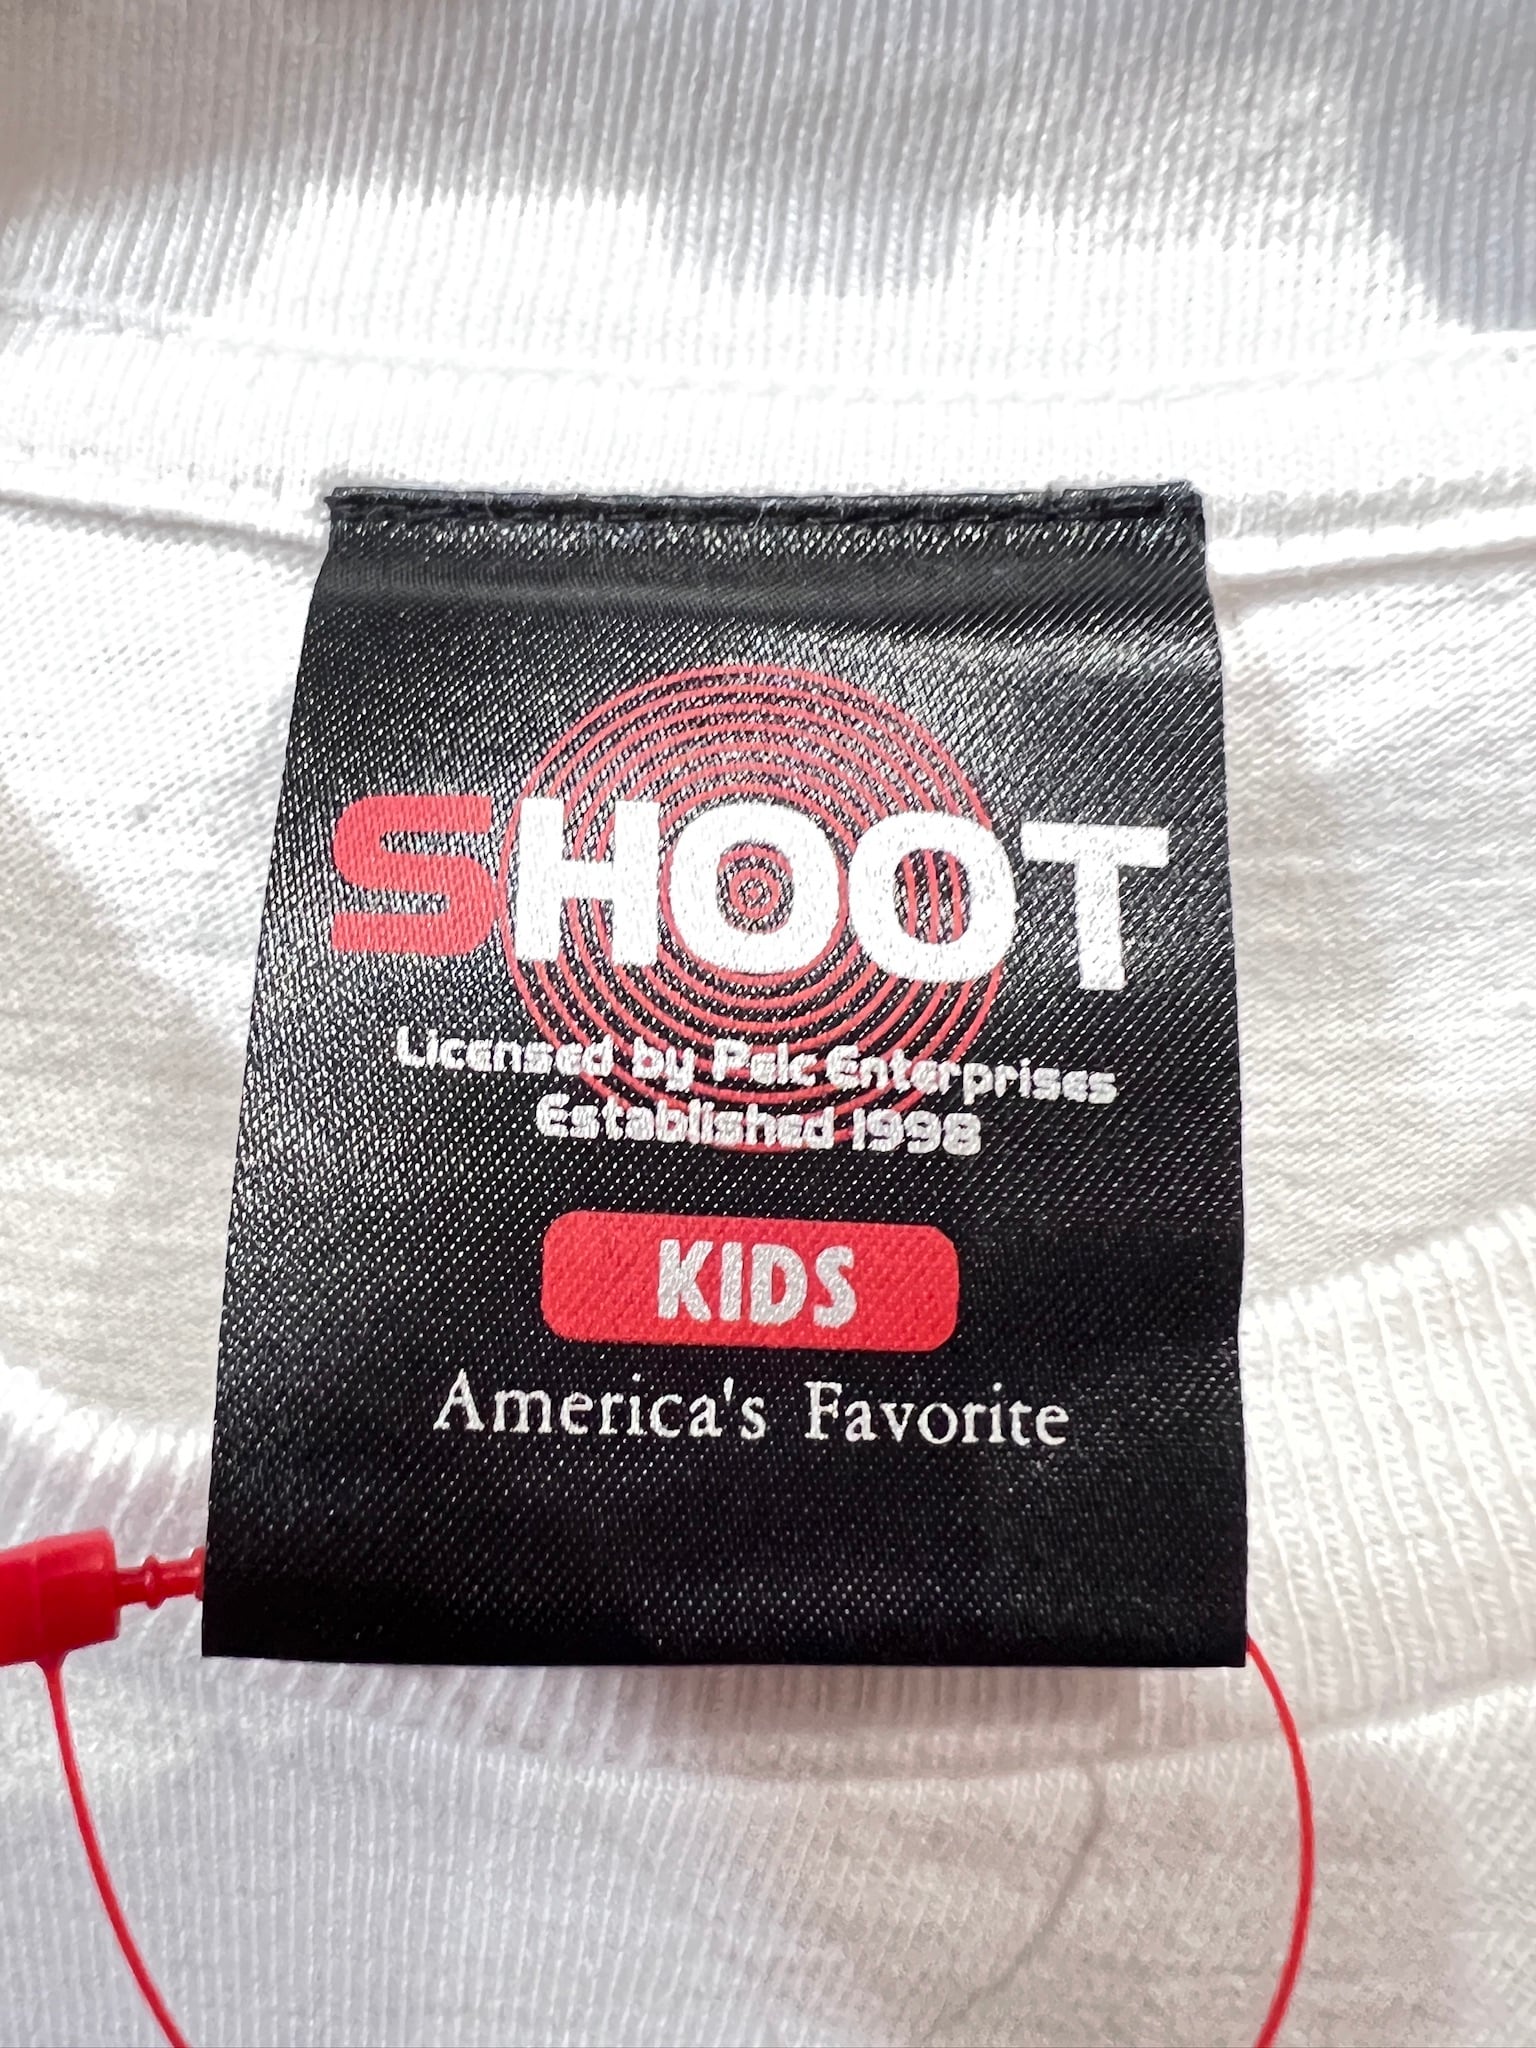 SHOOT
Licensed by Pelc Enterprises
Established 1998
KIDS
America's Favorite